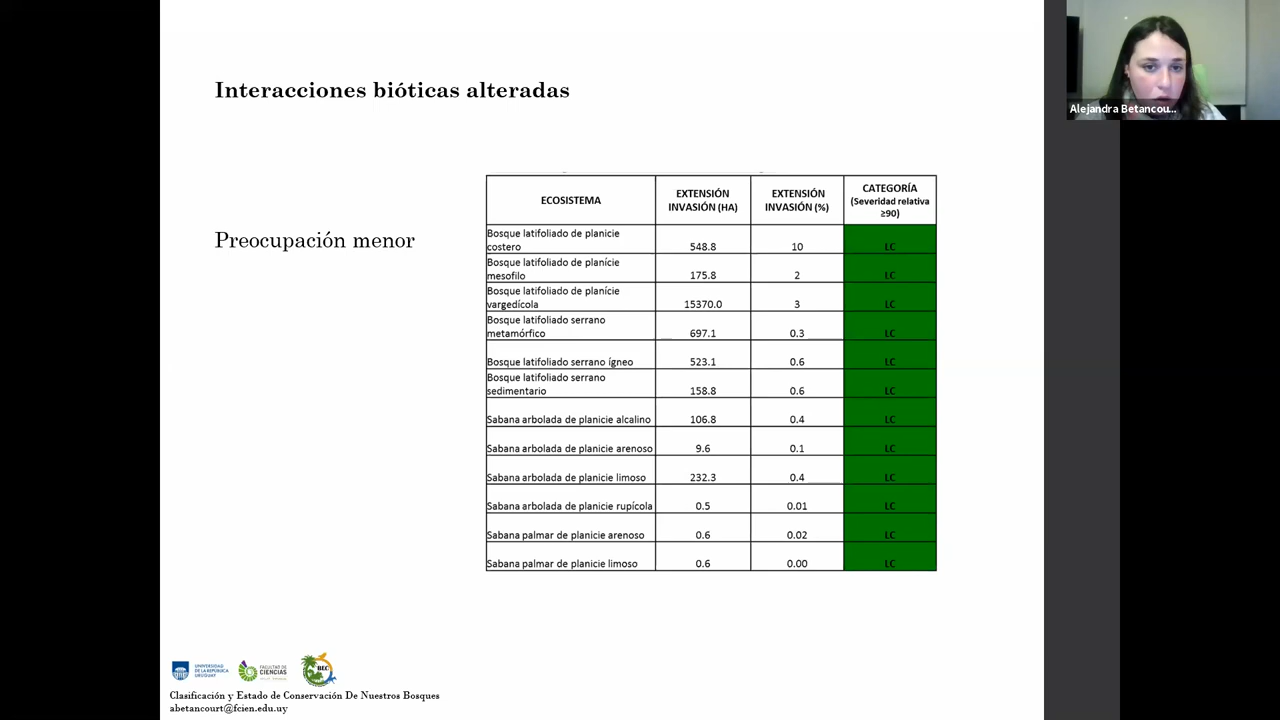 Interacciones bióticas alteradas
Alejandra Betancou...
Preocupación menor
ECOSISTEMA
EXTENSIÓN
INVASIÓN (HA)
EXTENSIÓN
INVASIÓN (%)
CATEGORÍA
(Severidad relativa
≥90)
Bosque latifoliado de planicie
costero 548.8 10 LC
Bosque latifoliado de planície
mesofilo 175.8 2 LC
Bosque latifoliado de planície
vargedícola 15370.0 3 LC
Bosque latifoliado serrano
metamórfico 697.1 0.3 LC
Bosque latifoliado serrano ígneo 523.1 0.6 LC
Bosque latifoliado serrano
sedimentario 158.8 0.6 LC
Sabana arbolada de planicie alcalino 106.8 0.4 LC
Sabana arbolada de planicie arenoso 9.6 0.1 LC
Sabana arbolada de planicie limoso 232.3 0.4 LC
Sabana arbolada de planicie rupícola 0.5 0.01 LC
Sabana palmar de planicie arenoso 0.6 0.02 LC
Sabana palmar de planicie limoso 0.6 0.00 LC
UNIVERSIDAD
DE LA REPÚBLICA
URUGUAY
FACULTAD DE
CIENCIAS
BEC
Clasificación y Estado de Conservación De Nuestros Bosques
abetancourt@fcien.edu.uy